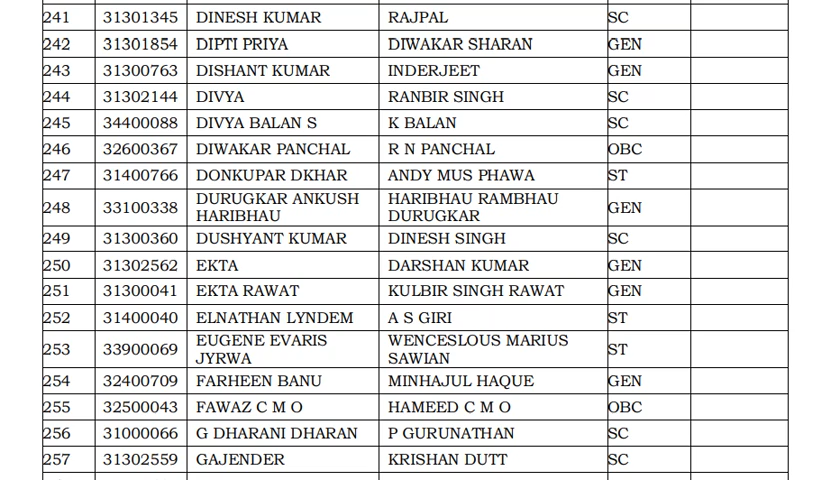 241 31301345 DINESH KUMAR RAJPAL SC
242 31301854 DIPTI PRIYA DIWAKAR SHARAN GEN
243 31300763 DISHANT KUMAR INDERJEET GEN
244 31302144 DIVYA RANBIR SINGH SC
245 34400088 DIVYA BALAN S K BALAN SC
246 32600367 DIWAKAR PANCHAL R N PANCHAL OBC
247 31400766 DONKUPAR DKHAR ANDY MUS PHAWA ST
248 33100338 DURUGKAR ANKUSH HARIBHAU HARIBHAU RAMBHAU DURUGKAR GEN
249 31300360 DUSHYANT KUMAR DINESH SINGH SC
250 31302562 EKTA DARSHAN KUMAR GEN
251 31300041 EKTA RAWAT KULBIR SINGH RAWAT GEN
252 31400040 ELNATHAN LYNDEM A S GIRI ST
253 33900069 EUGENE EVARIS JYRWA WENCESLOUS MARIUS SAWIAN ST
254 32400709 FARHEEN BANU MINHAJUL HAQUE GEN
255 32500043 FAWAZ C M O HAMEED C M O OBC
256 31000066 G DHARANI DHARAN P GURUNATHAN SC
257 31302559 GAJENDER KRISHAN DUTT SC